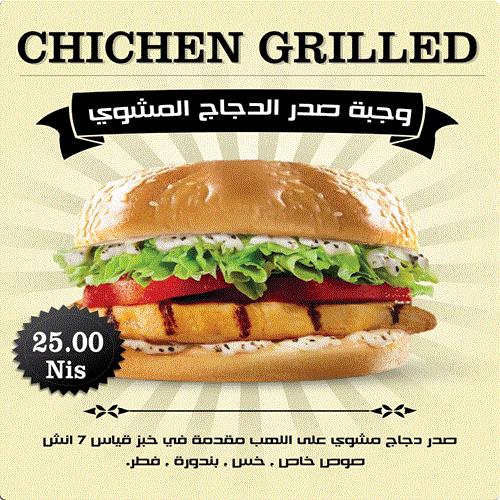 CHICHEN GRILLED
وجبة صدر الدجاج المشوي
25.00
Nis
صدر دجاج مشوي على اللهب مقدمة في خبز قياس 7 انش
صوص خاص , خس , بندورة , فطر.